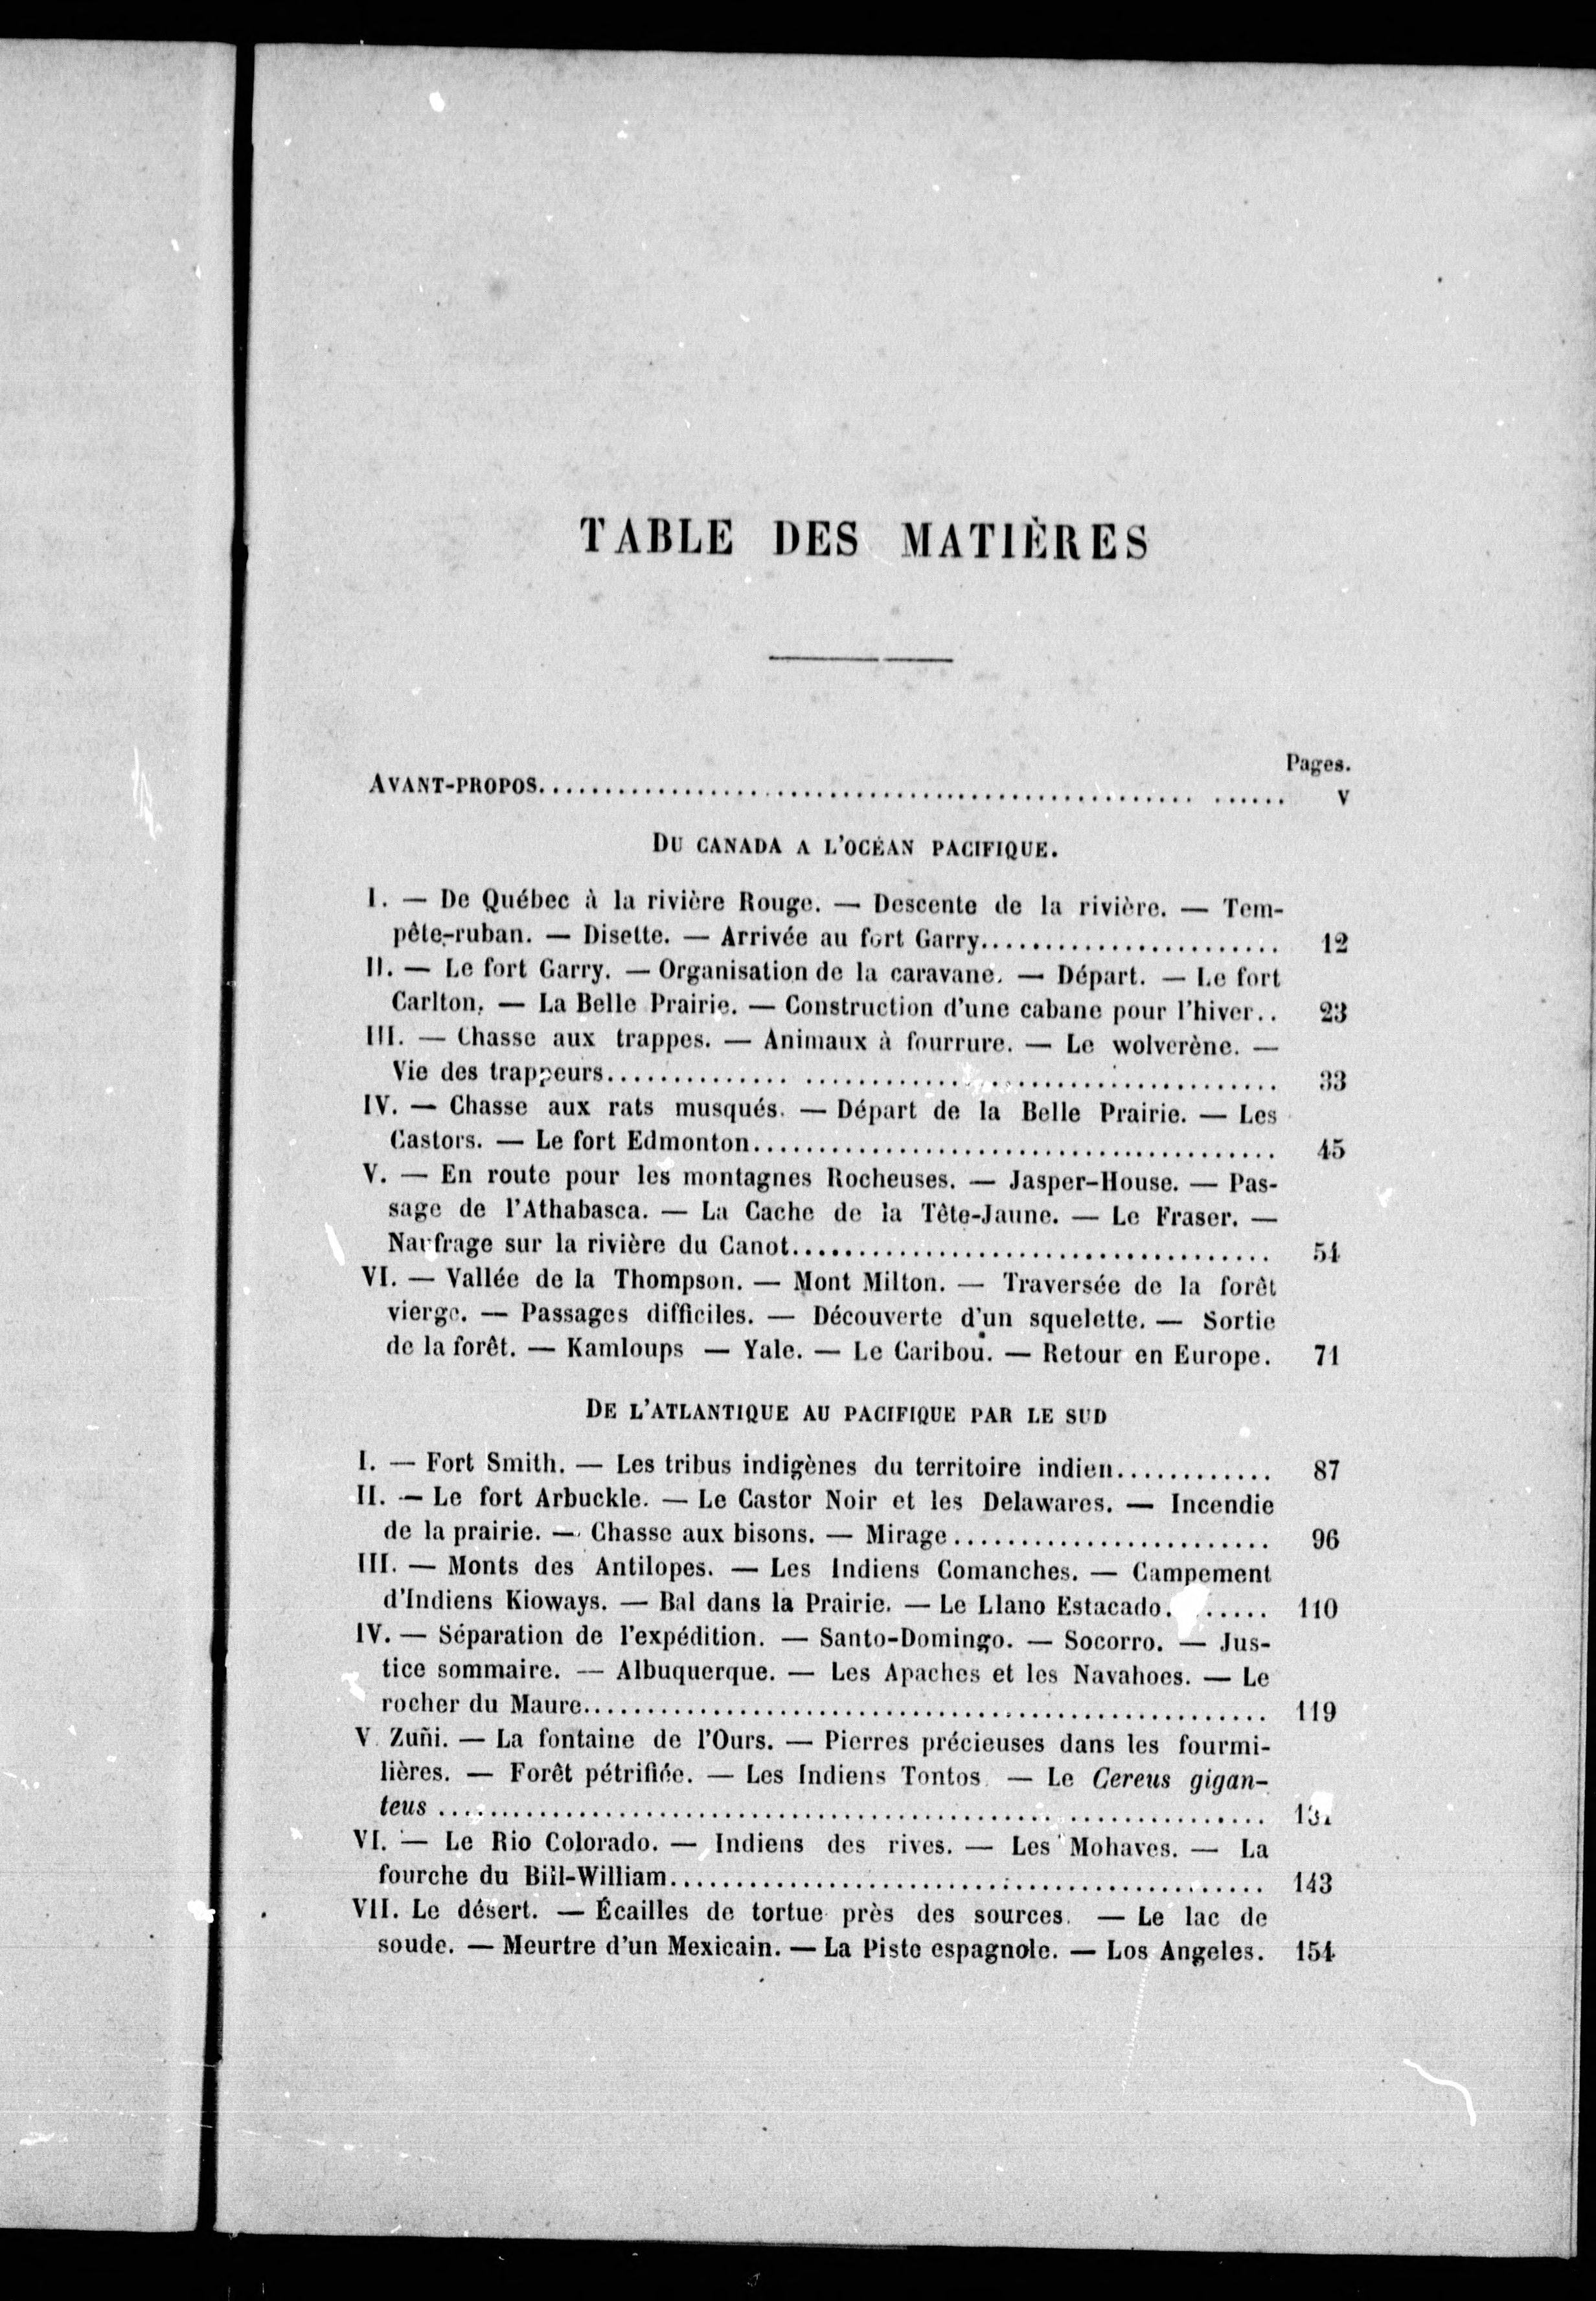 TABLE DES MATIÈRES
Pages.
AVANT-PROPOS........................................................ V
DU CANADA A L'OCÉAN PACIFIQUE.
I. — De Québec à la rivière Rouge. — Descente de la rivière. — Tem-
pête-ruban. — Disette. — Arrivée au fort Garry....................... 12
II. — Le fort Garry. — Organisation de la caravane. — Départ. — Le fort
Carlton. — La Belle Prairie. — Construction d'une cabane pour l'hiver.. 23
III. — Chasse aux trappes. — Animaux à fourrure. — Le wolverène. —
Vie des trappeurs.................................................. 33
IV. — Chasse aux rats musqués. — Départ de la Belle Prairie. — Les
Castors. — Le fort Edmonton........................................ 45
V. — En route pour les montagnes Rocheuses. — Jasper-House. — Pas-
sage de l'Athabasca. — La Cache de la Tête-Jaune. — Le Fraser. —
Naufrage sur la rivière du Canot.................................... 54
VI. — Vallée de la Thompson. — Mont Milton. — Traversée de la forêt
vierge. — Passages difficiles. — Découverte d'un squelette. — Sortie
de la forêt. — Kamloups — Yale. — Le Caribou. — Retour en Europe. 71
DE L'ATLANTIQUE AU PACIFIQUE PAR LE SUD
I. — Fort Smith. — Les tribus indigènes du territoire indien............ 87
II. — Le fort Arbuckle. — Le Castor Noir et les Delawares. — Incendie
de la prairie. — Chasse aux bisons. — Mirage........................ 96
III. — Monts des Antilopes. — Les Indiens Comanches. — Campement
d'Indiens Kioways. — Bal dans la Prairie. — Le Llano Estacado. ..... 110
IV. — Séparation de l'expédition. — Santo-Domingo. — Socorro. — Jus-
tice sommaire. — Albuquerque. — Les Apaches et les Navahoes. — Le
rocher du Maure.................................................... 119
V. Zuñi. — La fontaine de l'Ours. — Pierres précieuses dans les fourmi-
lières. — Forêt pétrifiée. — Les Indiens Tontos — Le Cereus gigan-
teus ..............................................................
VI. — Le Rio Colorado. — Indiens des rives. — Les Mohaves. — La
fourche du Bill-William............................................. 143
VII. Le désert. — Écailles de tortue près des sources. — Le lac de
soude. — Meurtre d'un Mexicain. — La Piste espagnole. — Los Angeles. 154